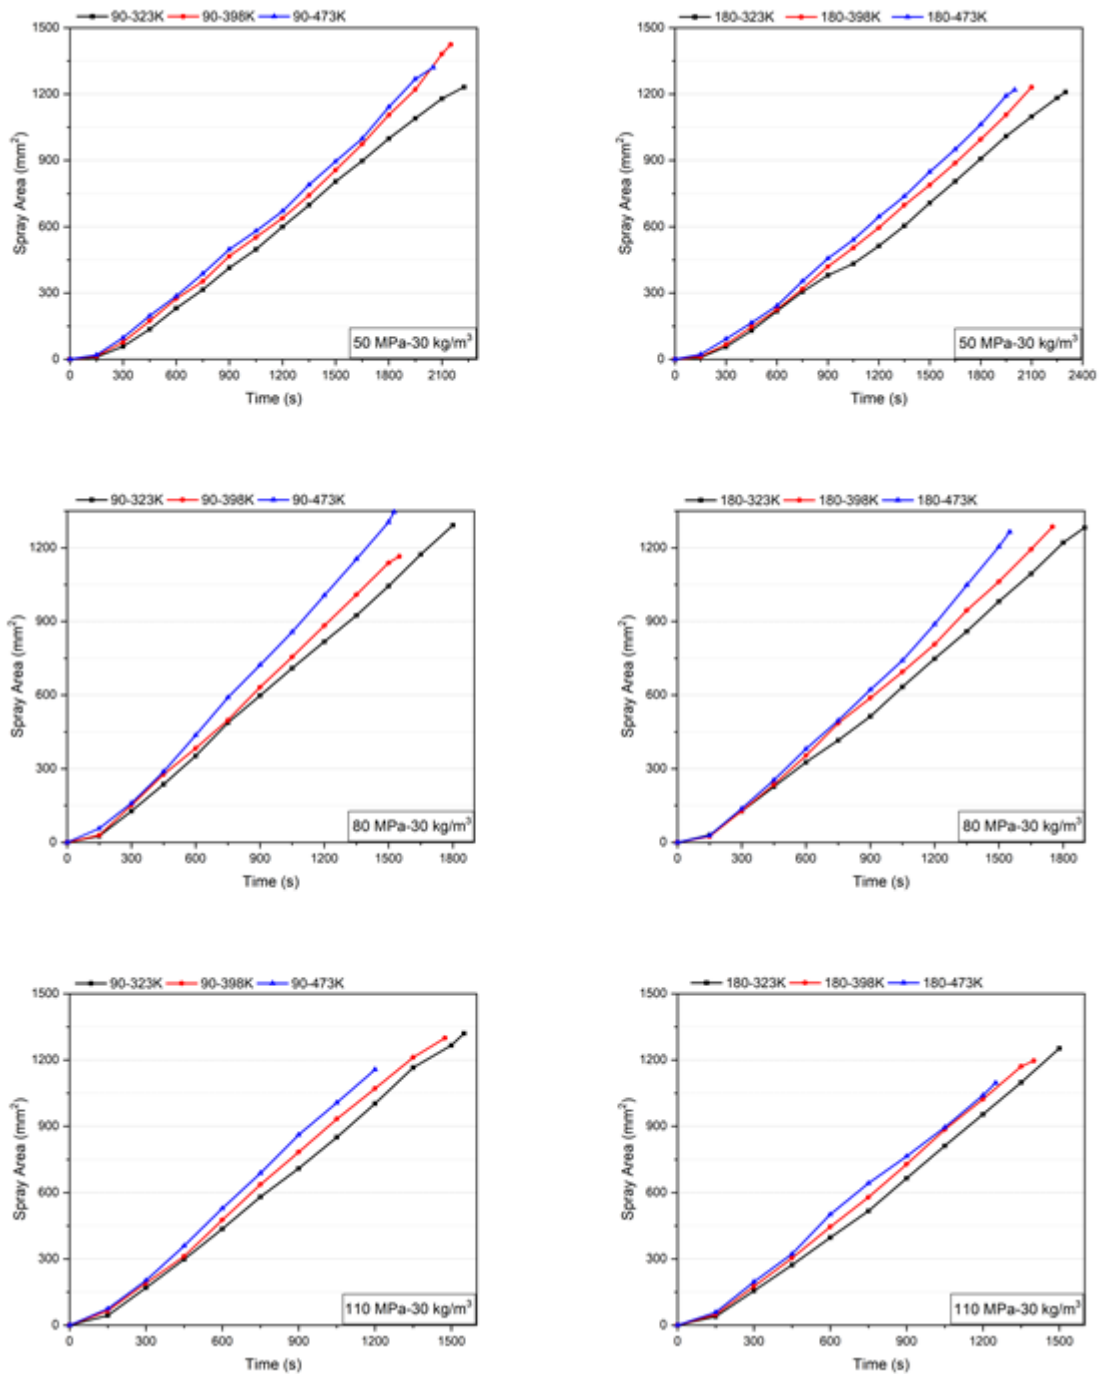 90-323K 90-398K 90-473K
1500
1200
900
600
300
0
Spray Area (mm²)
50 MPa-30 kg/m³
0 300 600 900 1200 1500 1800 2100
Time (s)
180-323K 180-398K 180-473K
1500
1200
900
600
300
0
Spray Area (mm²)
50 MPa-30 kg/m³
0 300 600 900 1200 1500 1800 2100 2400
Time (s)
90-323K 90-398K 90-473K
1200
900
600
300
0
Spray Area (mm²)
80 MPa-30 kg/m³
0 300 600 900 1200 1500 1800
Time (s)
180-323K 180-398K 180-473K
1200
900
600
300
0
Spray Area (mm²)
80 MPa-30 kg/m³
0 300 600 900 1200 1500 1800
Time (s)
90-323K 90-398K 90-473K
1500
1200
900
600
300
0
Spray Area (mm²)
110 MPa-30 kg/m³
0 300 600 900 1200 1500
Time (s)
180-323K 180-398K 180-473K
1500
1200
900
600
300
0
Spray Area (mm²)
110 MPa-30 kg/m³
0 300 600 900 1200 1500
Time (s)